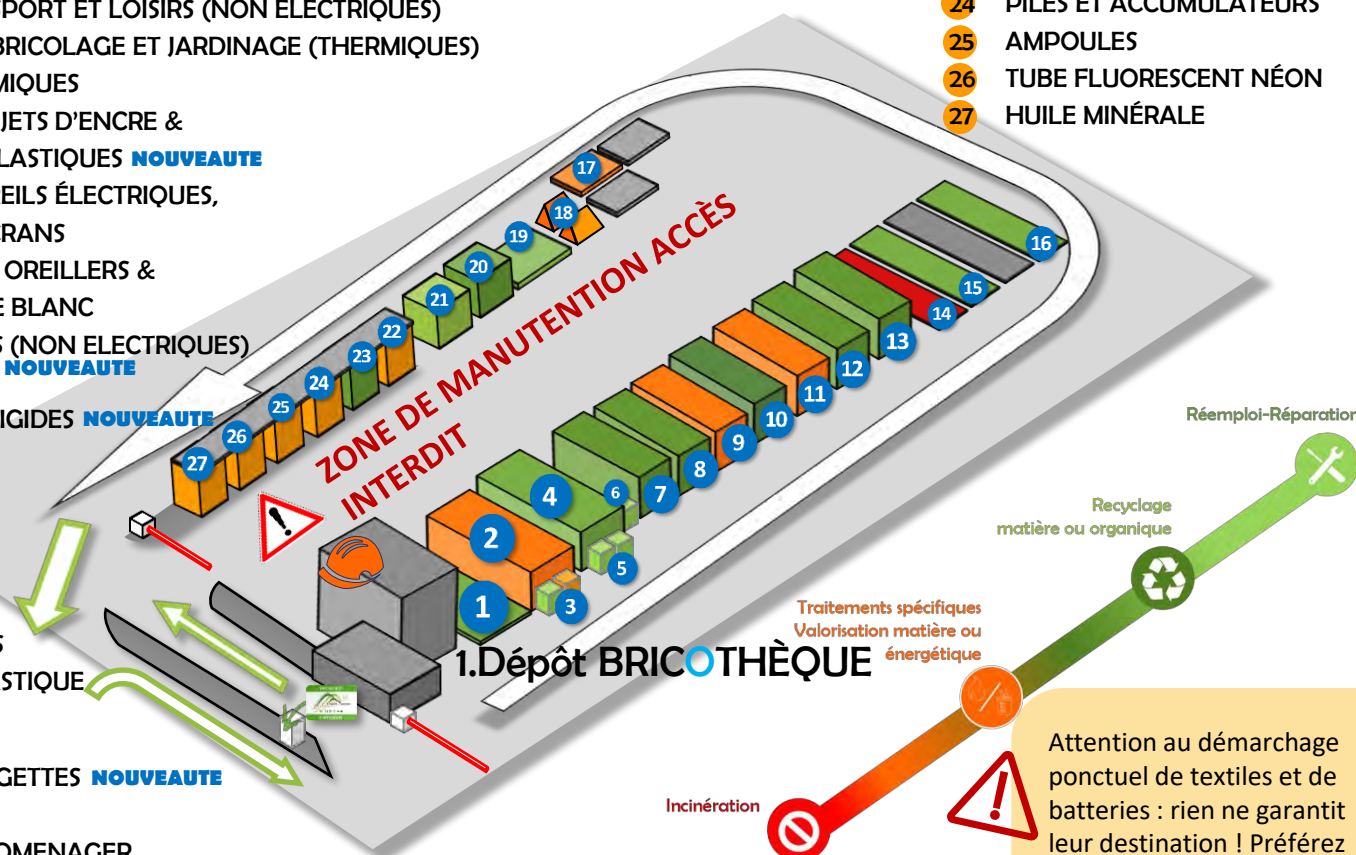 SPORT ET LOISIRS (NON ELECTRIQUES)
BRICOLAGE ET JARDINAGE (THERMIQUES)
MIQUES
JETS D'ENCRE &
LASTIQUES NOUVEAUTE
REILS ÉLECTRIQUES,
CRANS
OREILLERS &
E BLANC
S (NON ELECTRIQUES)
NOUVEAUTE
IGIDES NOUVEAUTE
S
ASTIQUE
GETTES NOUVEAUTE
OMENAGER
24 PILES ET ACCUMULATEURS
25 AMPOULES
26 TUBE FLUORESCENT NÉON
27 HUILE MINÉRALE
17
18
19
20
21
22
23
24
25
26
27
16
15
14
13
12
11
10
9
8
7
6
4
5
2
3
1
ZONE DE MANUTENTION ACCÈS
INTERDIT
1.Dépôt BRICOTHÈQUE
Réemploi-Réparation
Recyclage
matière ou organique
Traitements spécifiques
Valorisation matière ou
énergétique
Incinération
Attention au démarchage
ponctuel de textiles et de
batteries : rien ne garantit
leur destination ! Préférez